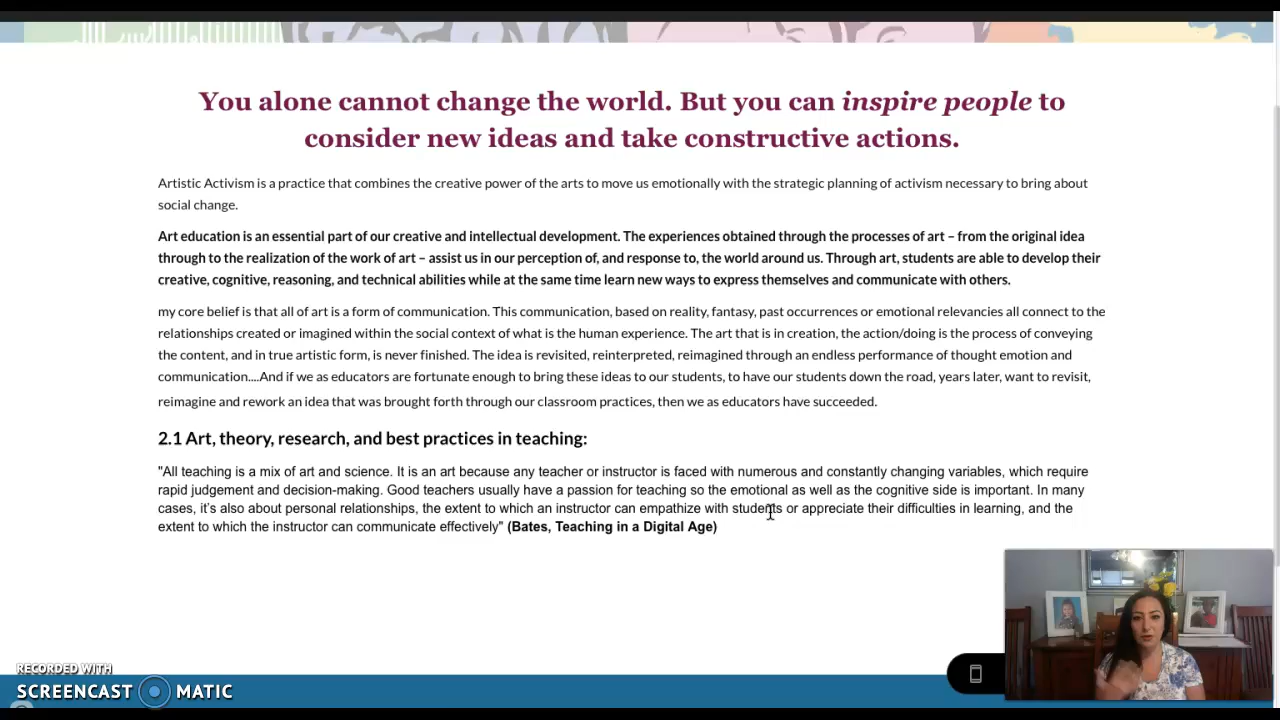 You alone cannot change the world. But you can inspire people to
consider new ideas and take constructive actions.
Artistic Activism is a practice that combines the creative power of the arts to move us emotionally with the strategic planning of activism necessary to bring about
social change.
Art education is an essential part of our creative and intellectual development. The experiences obtained through the processes of art – from the original idea
through to the realization of the work of art – assist us in our perception of, and response to, the world around us. Through art, students are able to develop their
creative, cognitive, reasoning, and technical abilities while at the same time learn new ways to express themselves and communicate with others.
my core belief is that all of art is a form of communication. This communication, based on reality, fantasy, past occurrences or emotional relevancies all connect to the
relationships created or imagined within the social context of what is the human experience. The art that is in creation, the action/doing is the process of conveying
the content, and in true artistic form, is never finished. The idea is revisited, reinterpreted, reimagined through an endless performance of thought emotion and
communication....And if we as educators are fortunate enough to bring these ideas to our students, to have our students down the road, years later, want to revisit,
reimagine and rework an idea that was brought forth through our classroom practices, then we as educators have succeeded.
2.1 Art, theory, research, and best practices in teaching:
"All teaching is a mix of art and science. It is an art because any teacher or instructor is faced with numerous and constantly changing variables, which require
rapid judgement and decision-making. Good teachers usually have a passion for teaching so the emotional as well as the cognitive side is important. In many
cases, it's also about personal relationships, the extent to which an instructor can empathize with students or appreciate their difficulties in learning, and the
extent to which the instructor can communicate effectively" (Bates, Teaching in a Digital Age)
RECORDED WITH
SCREENCAST MATIC